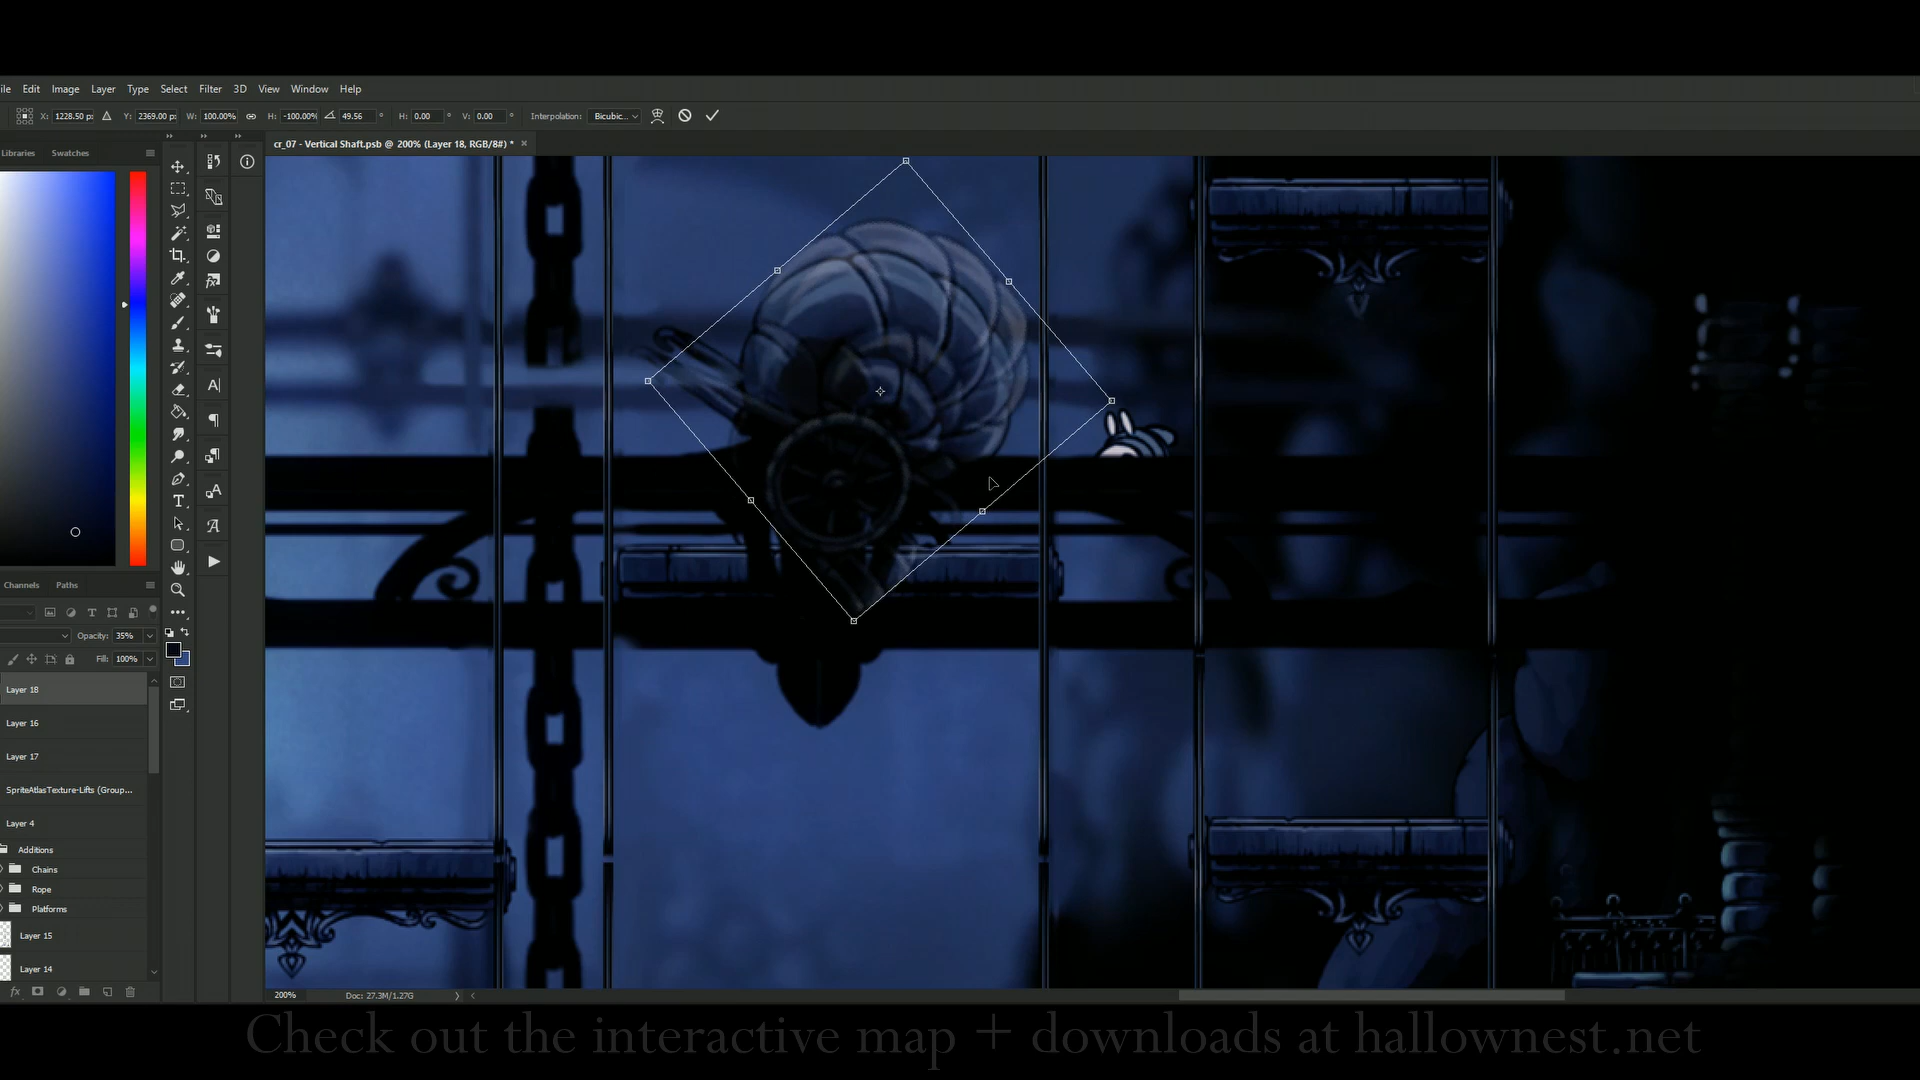 ile Edit Image Layer Type Select Filter 3D View Window Help
X: 1228.50 p: Y: 2369.00 p: W: 100.00% H: -100.00% 49.56 ° H: 0.00 ° V: 0.00 ° Interpolation: Bicubic...
cr_07 - Vertical Shaft.psb @ 200% (Layer 18, RGB/8#) * ×
Libraries Swatches
Channels Paths
Opacity: 35%
Fill: 100%
Layer 18
Layer 16
Layer 17
SpriteAtlasTexture-Lifts (Group...
Layer 4
Additions
Chains
Rope
Platforms
Layer 15
Layer 14
fx
200% Doc: 27.3M/1.27G
Check out the interactive map + downloads at hallownest.net